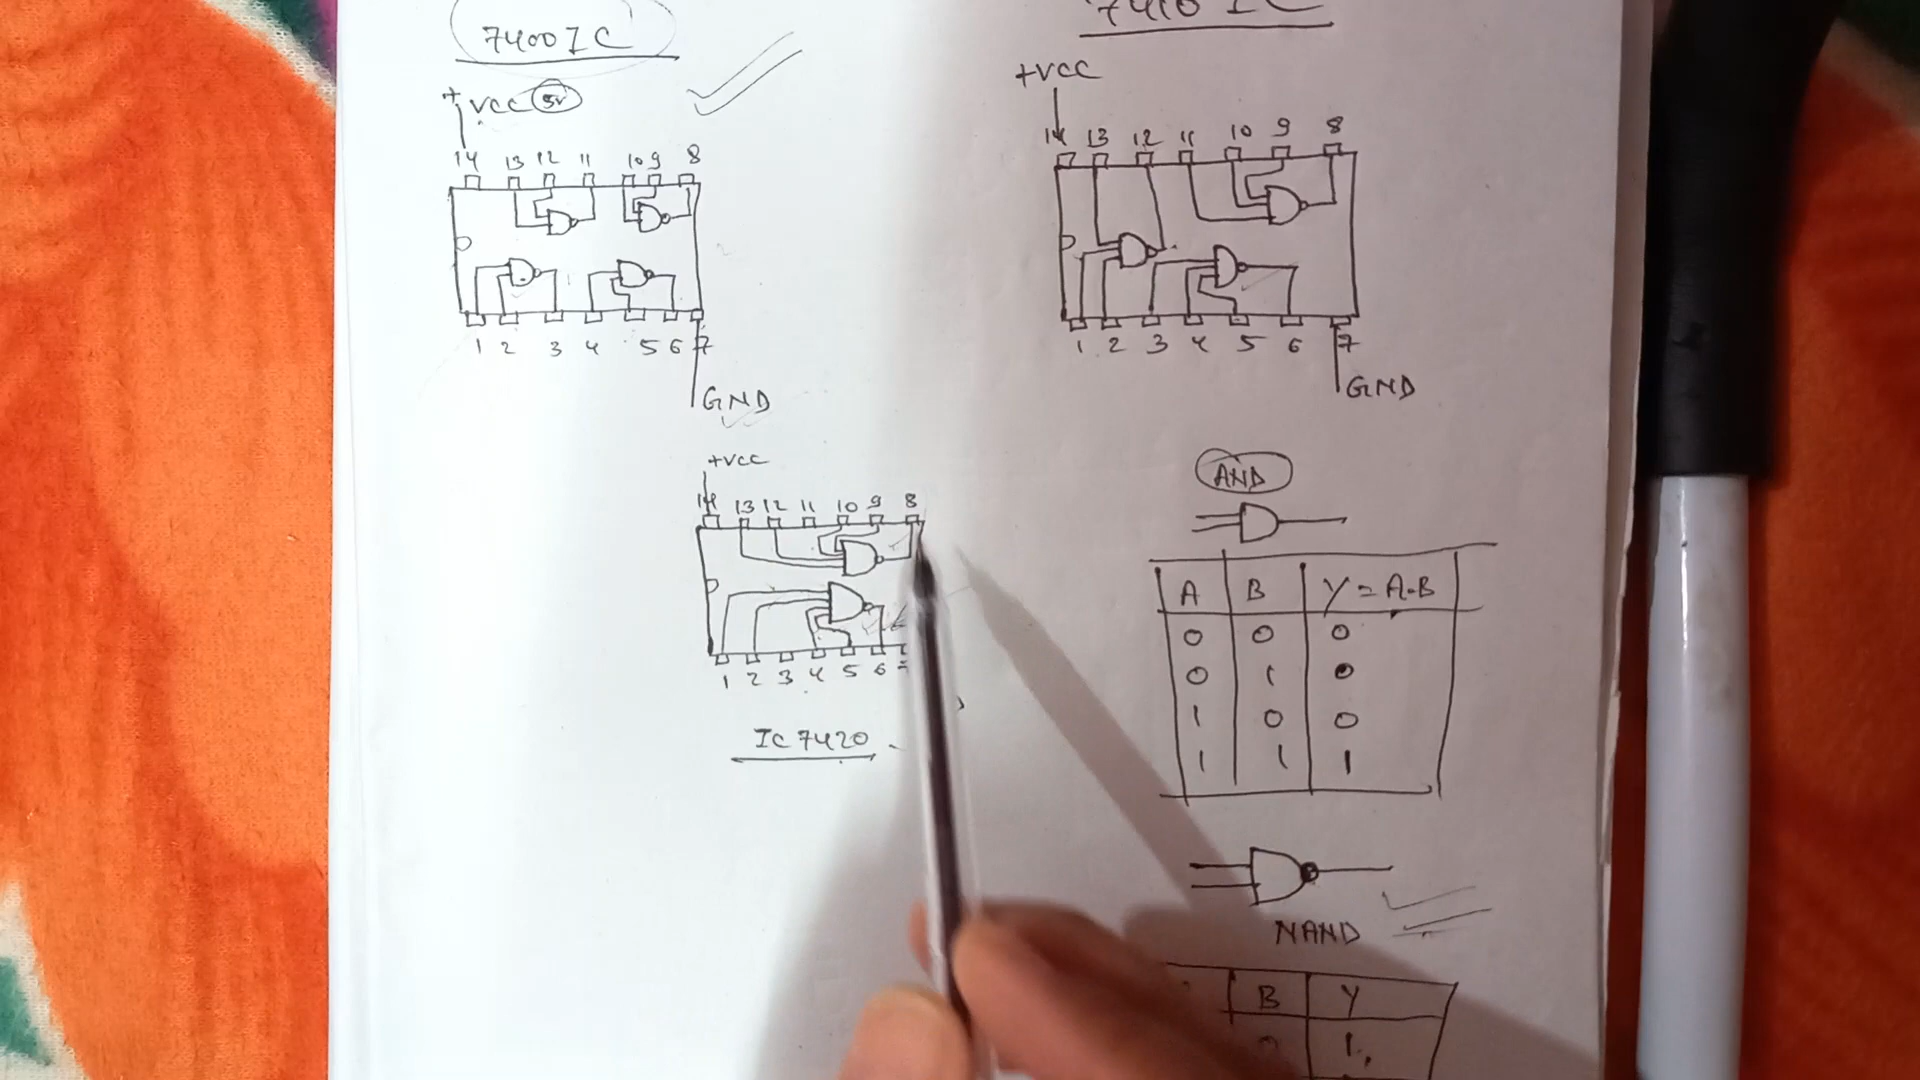 7400 IC
+VCC 5V
14 13 12 11 10 9 8
1 2 3 4 5 6 7
GND
7410 IC
+VCC
14 13 12 11 10 9 8
1 2 3 4 5 6 7
GND
+VCC
14 13 12 11 10 9 8
1 2 3 4 5 6
IC 7420
AND
A B Y = A.B
0 0 0
0 1 0
1 0 0
1 1 1
NAND
B Y
0 1